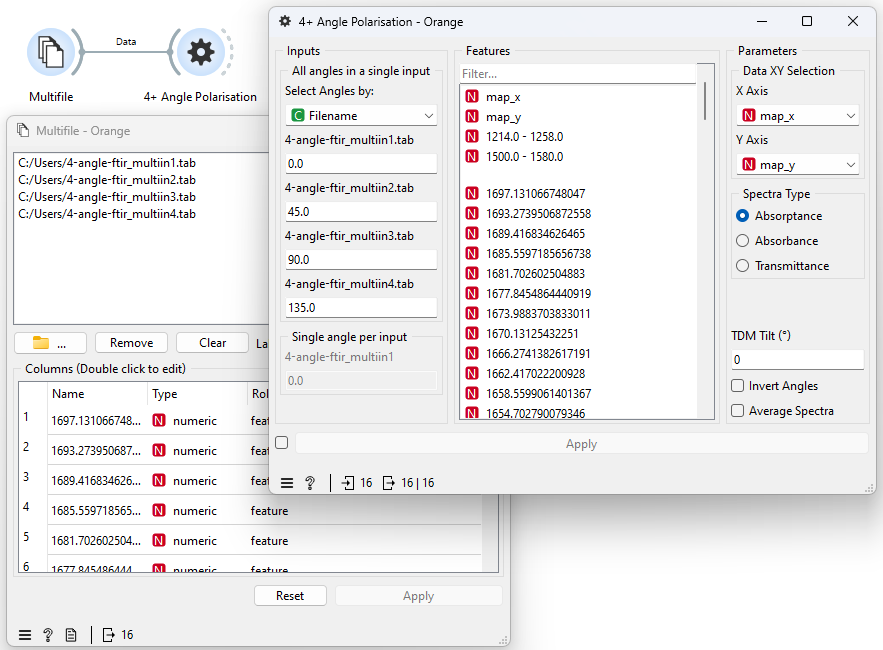 Data
Multifile
4+ Angle Polarisation
Multifile - Orange
C:/Users/4-angle-ftir_multiin1.tab
C:/Users/4-angle-ftir_multiin2.tab
C:/Users/4-angle-ftir_multiin3.tab
C:/Users/4-angle-ftir_multiin4.tab
...
Remove
Clear
La
Columns (Double click to edit)
Name Type Rol
1 1697.131066748... N numeric feat
2 1693.273950687... N numeric feat
3 1689.416834626... N numeric feat
4 1685.559718565... N numeric feature
5 1681.702602504... N numeric feature
6 1677.845486444... N numeric feature
Reset
Apply
? 16
4+ Angle Polarisation - Orange
Inputs
All angles in a single input
Select Angles by:
C Filename
4-angle-ftir_multiin1.tab
0.0
4-angle-ftir_multiin2.tab
45.0
4-angle-ftir_multiin3.tab
90.0
4-angle-ftir_multiin4.tab
135.0
Single angle per input
4-angle-ftir_multiin1
0.0
Features
Filter...
N map_x
N map_y
N 1214.0 - 1258.0
N 1500.0 - 1580.0
N 1697.131066748047
N 1693.2739506872558
N 1689.416834626465
N 1685.5597185656738
N 1681.702602504883
N 1677.8454864440919
N 1673.9883703833011
N 1670.13125432251
N 1666.2741382617191
N 1662.417022200928
N 1658.5599061401367
N 1654.702790079346
Parameters
Data XY Selection
X Axis
N map_x
Y Axis
N map_y
Spectra Type
Absorptance
Absorbance
Transmittance
TDM Tilt (°)
0
Invert Angles
Average Spectra
Apply
? 16 16 | 16